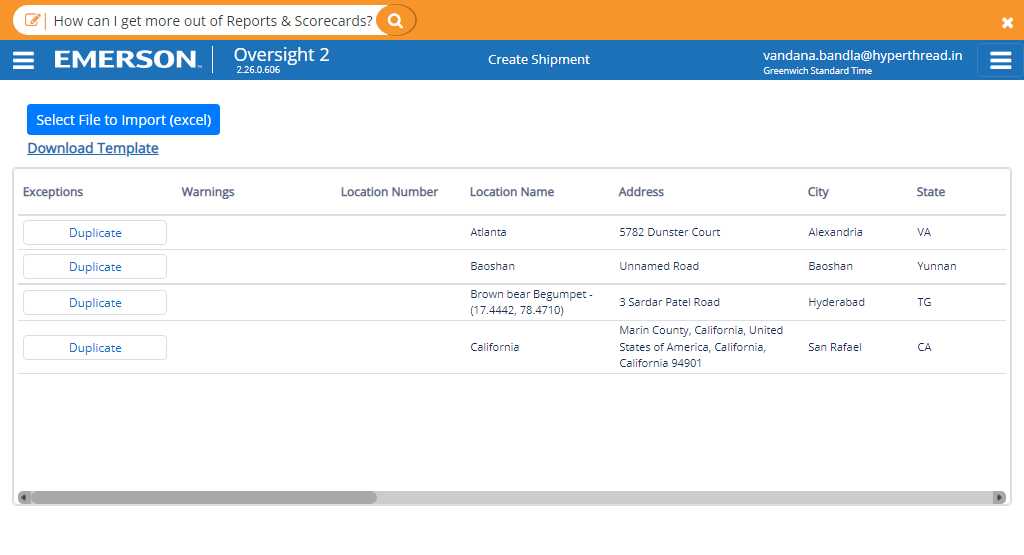 How can I get more out of Reports & Scorecards?
EMERSON
Oversight 2
2.26.0.606
Create Shipment
vandana.bandla@hyperthread.in
Greenwich Standard Time
Select File to Import (excel)
Download Template
Exceptions Warnings Location Number Location Name Address City State
Duplicate Atlanta 5782 Dunster Court Alexandria VA
Duplicate Baoshan Unnamed Road Baoshan Yunnan
Brown bear Begumpet -
Duplicate (17.4442, 78.4710) 3 Sardar Patel Road Hyderabad TG
Marin County, California, United
Duplicate California States of America, California, San Rafael CA
California 94901